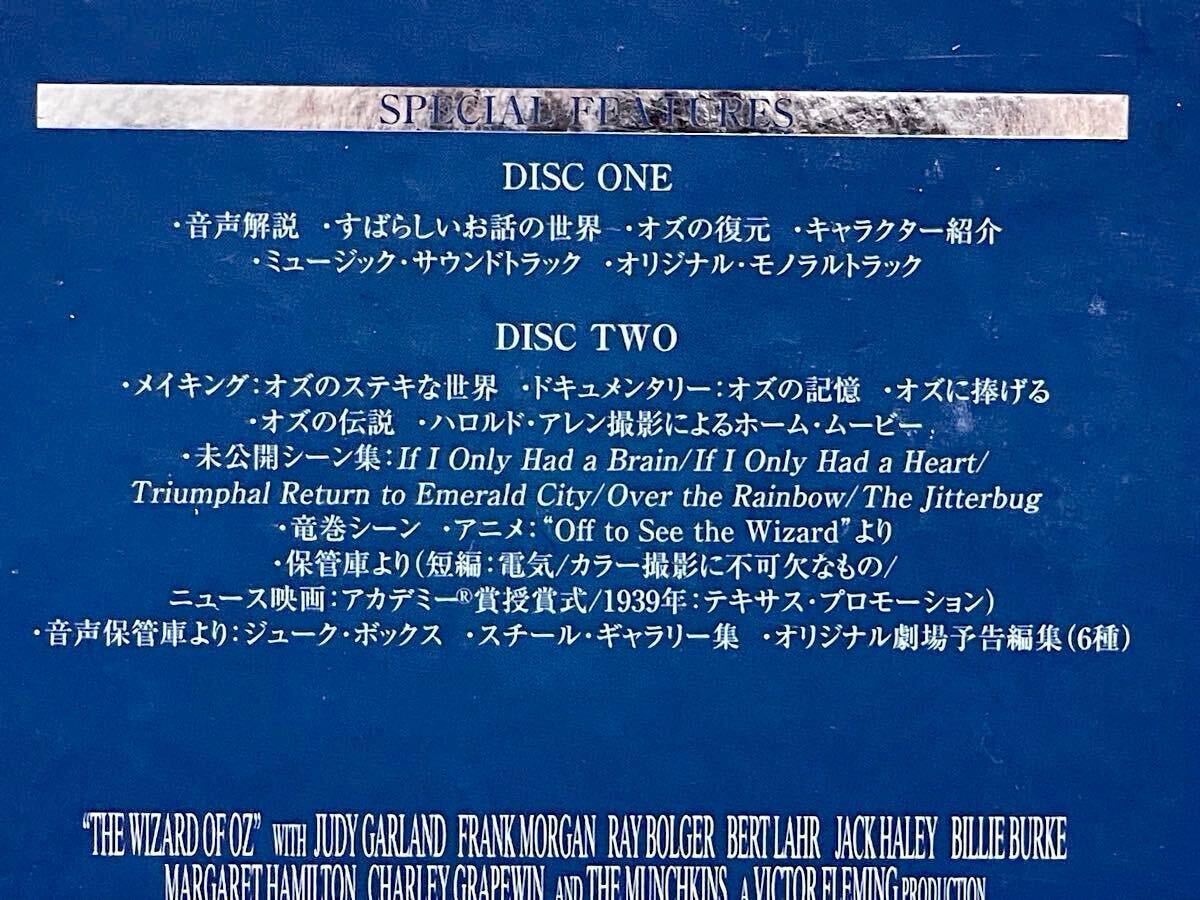 SPECIAL FEATURES
DISC ONE
・音声解説 ・すばらしいお話の世界 ・オズの復元 ・キャラクター紹介
・ミュージック・サウンドトラック ・オリジナル・モノラルトラック
DISC TWO
・メイキング：オズのステキな世界 ・ドキュメンタリー：オズの記憶 ・オズに捧げる
・オズの伝説 ・ハロルド・アレン撮影によるホーム・ムービー
・未公開シーン集：If I Only Had a Brain/If I Only Had a Heart/
Triumphal Return to Emerald City/Over the Rainbow/The Jitterbug
・竜巻シーン ・アニメ：“Off to See the Wizard”より
・保管庫より（短編：電気/カラー撮影に不可欠なもの/
ニュース映画：アカデミー®賞授賞式/1939年：テキサス・プロモーション）
・音声保管庫より：ジューク・ボックス ・スチール・ギャラリー集 ・オリジナル劇場予告編集（6種）
“THE WIZARD OF OZ” WITH JUDY GARLAND FRANK MORGAN RAY BOLGER BERT LAHR JACK HALEY BILLIE BURKE
MARGARET HAMILTON CHARLEY GRAPEWIN AND THE MUNCHKINS A VICTOR FLEMING PRODUCTION